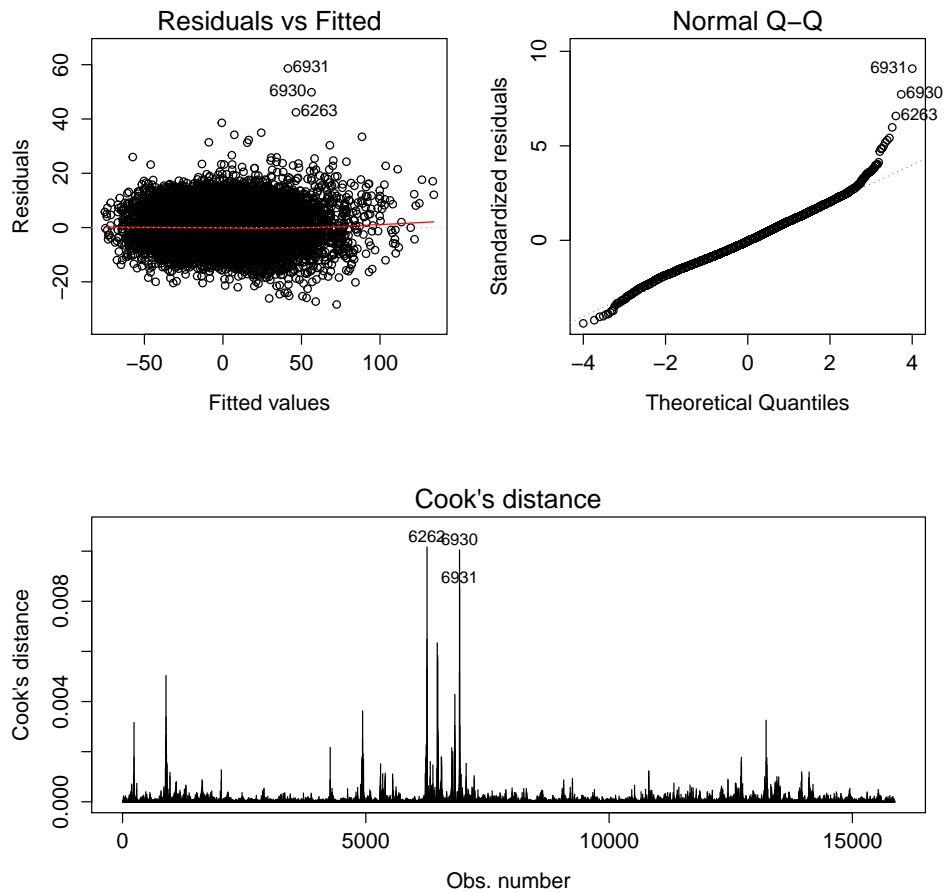 Residuals vs Fitted
Residuals
60
40
20
0
−20
6931
6930
6263
−50 0 50 100
Fitted values
Normal Q−Q
Standardized residuals
10
5
0
6931
6930
6263
−4 −2 0 2 4
Theoretical Quantiles
Cook's distance
Cook's distance
0.008
0.004
0.000
6262
6930
6931
0 5000 10000 15000
Obs. number